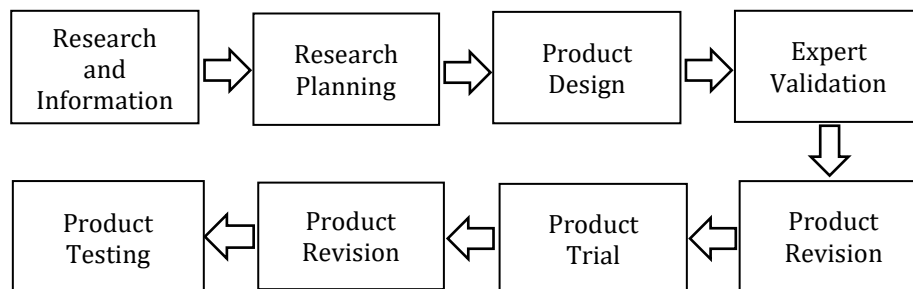 Research
and
Information
Research
Planning
Product
Design
Expert
Validation
Product
Testing
Product
Revision
Product
Trial
Product
Revision